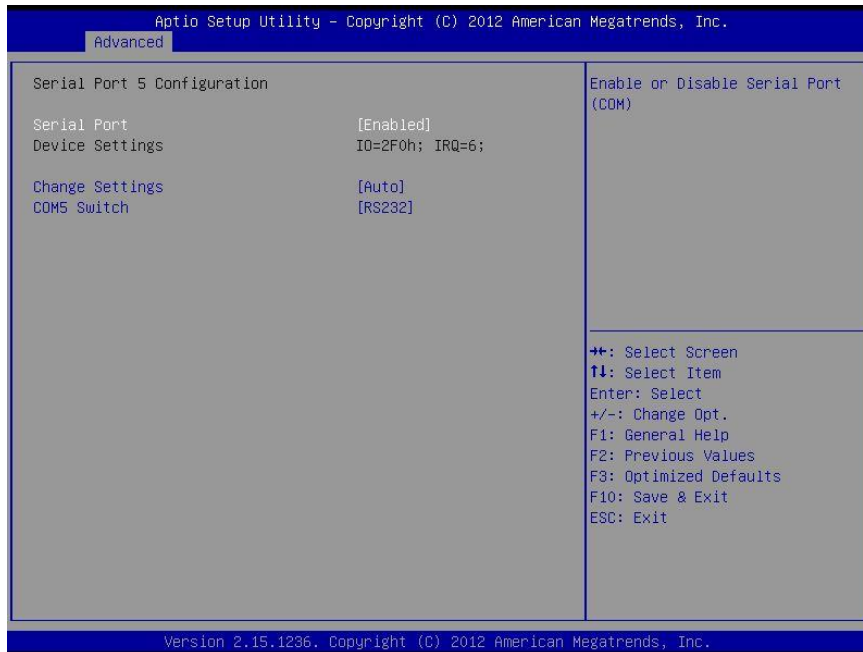 Aptio Setup Utility – Copyright (C) 2012 American Megatrends, Inc.
Advanced
Serial Port 5 Configuration
Serial Port [Enabled]
Device Settings IO=2F0h; IRQ=6;
Change Settings [Auto]
COM5 Switch [RS232]
Enable or Disable Serial Port
(COM)
→←: Select Screen
↑↓: Select Item
Enter: Select
+/-: Change Opt.
F1: General Help
F2: Previous Values
F3: Optimized Defaults
F10: Save & Exit
ESC: Exit
Version 2.15.1236. Copyright (C) 2012 American Megatrends, Inc.